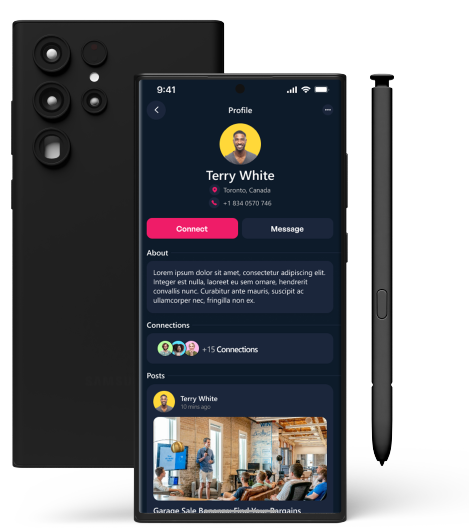 9:41
Profile
Terry White
Toronto, Canada
+1 834 0570 746
Connect
Message
About
Lorem ipsum dolor sit amet, consectetur adipiscing elit.
Integer est nulla, laoreet eu sem ornare, hendrerit
convallis nunc. Curabitur ante mauris, suscipit ac
ullamcorper nec, fringilla non ex.
Connections
+15 Connections
Posts
Terry White
10 mins ago
Garage Sale Bonanza: Find Your Bargains